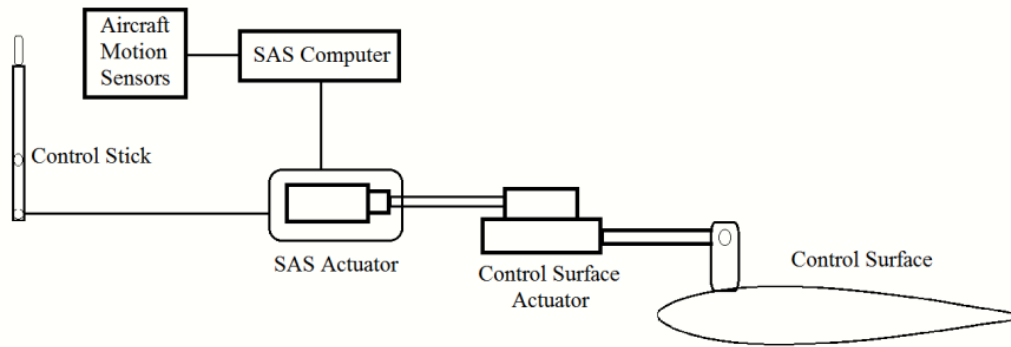 Aircraft
Motion
Sensors
SAS Computer
Control Stick
SAS Actuator
Control Surface
Actuator
Control Surface